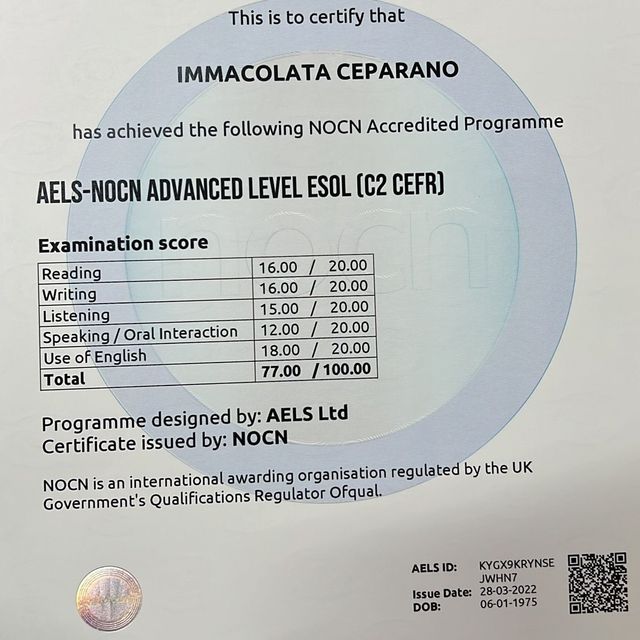 This is to certify that
IMMACOLATA CEPARANO
has achieved the following NOCN Accredited Programme
AELS-NOCN ADVANCED LEVEL ESOL (C2 CEFR)
Examination score
Reading 16.00 / 20.00
Writing 16.00 / 20.00
Listening 15.00 / 20.00
Speaking / Oral Interaction 12.00 / 20.00
Use of English 18.00 / 20.00
Total 77.00 / 100.00
Programme designed by: AELS Ltd
Certificate issued by: NOCN
NOCN is an international awarding organisation regulated by the UK
Government's Qualifications Regulator Ofqual.
AELS ID: KYGX9KRYNSE
JWHN7
Issue Date: 28-03-2022
DOB: 06-01-1975
nocn